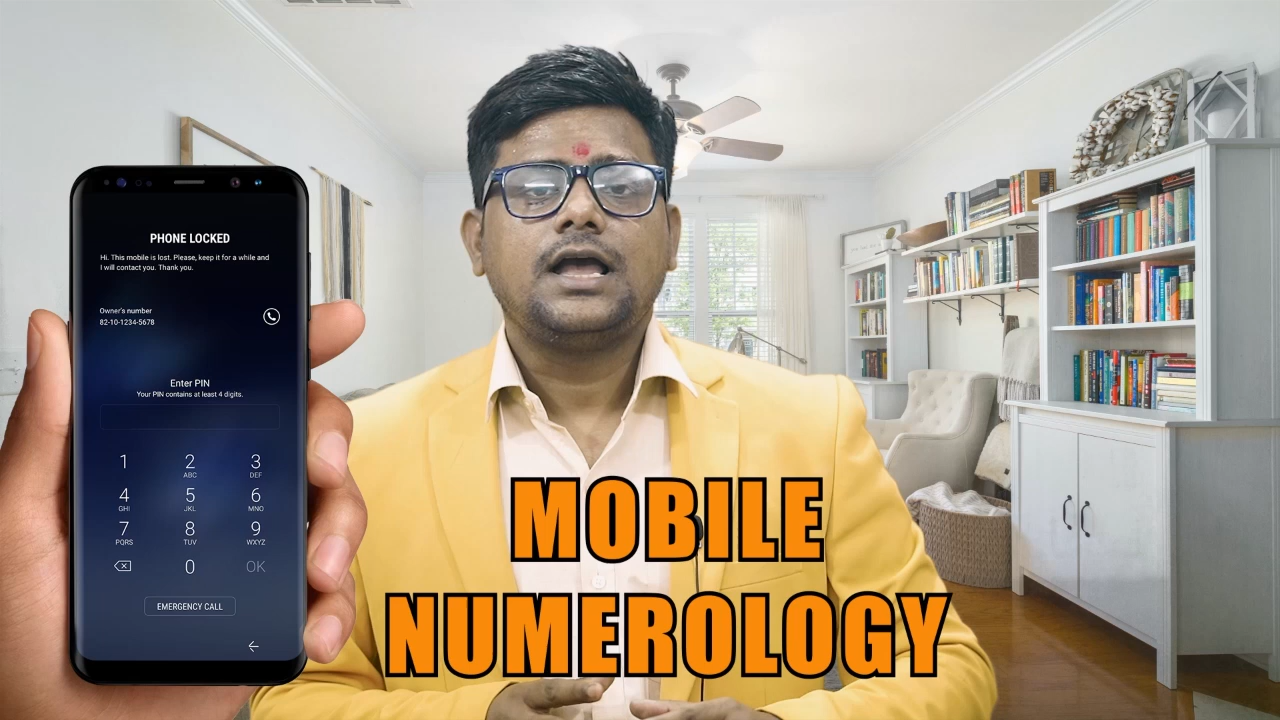 PHONE LOCKED
Hi. This mobile is lost. Please, keep it for a while and
I will contact you. Thank you.
Owner's number
82-10-1234-5678
Enter PIN
Your PIN contains at least 4 digits.
1 2 3
ABC DEF
4 5 6
GHI JKL MNO
7 8 9
PQRS TUV WXYZ
0 OK
EMERGENCY CALL
MOBILE
NUMEROLOGY